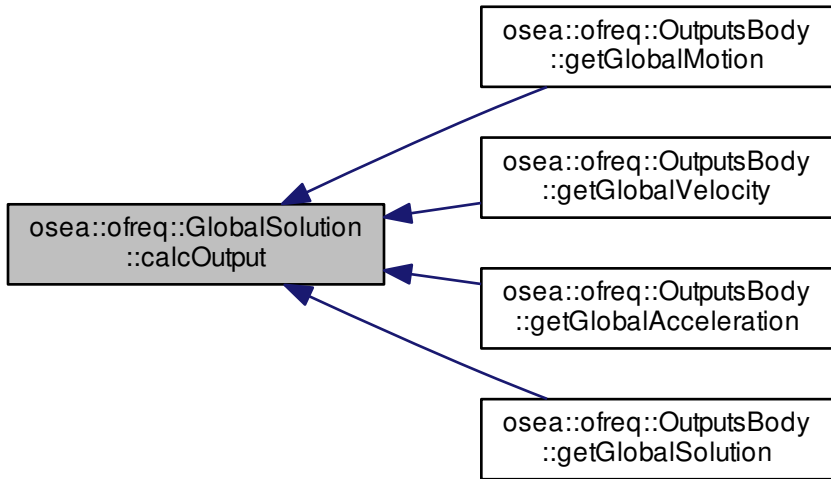 osea::ofreq::OutputsBody
::getGlobalMotion
osea::ofreq::OutputsBody
::getGlobalVelocity
osea::ofreq::GlobalSolution
::calcOutput
osea::ofreq::OutputsBody
::getGlobalAcceleration
osea::ofreq::OutputsBody
::getGlobalSolution